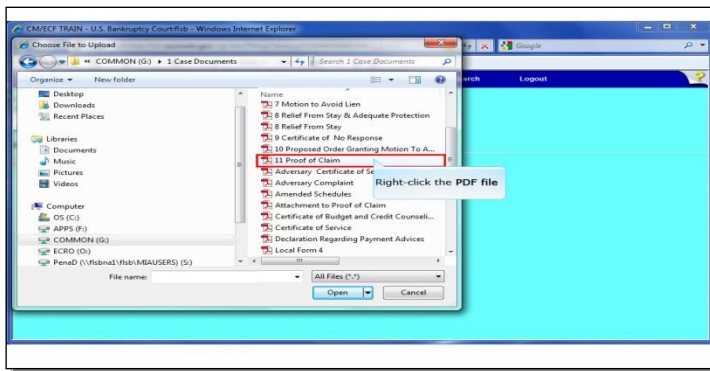 CM/ECF TRAIN - U.S. Bankruptcy Court:flsb - Windows Internet Explorer
Choose File to Upload
« COMMON (G:) ▸ 1 Case Documents
Search 1 Case Documents
Google
Organize
New folder
arch
Logout
?
Desktop
Downloads
Recent Places
Libraries
Documents
Music
Pictures
Videos
Computer
OS (C:)
APPS (F:)
COMMON (G:)
ECRO (O:)
PenaD (\\flsbna1\flsb\MIAUSERS) (S:)
Name
7 Motion to Avoid Lien
8 Relief From Stay & Adequate Protection
8 Relief From Stay
9 Certificate of No Response
10 Proposed Order Granting Motion To A...
11 Proof of Claim
Adversary Certificate of Se
Adversary Complaint
Amended Schedules
Attachment to Proof of Claim
Certificate of Budget and Credit Counseli...
Certificate of Service
Declaration Regarding Payment Advices
Local Form 4
Right-click the PDF file
File name:
All Files (*.*)
Open
Cancel